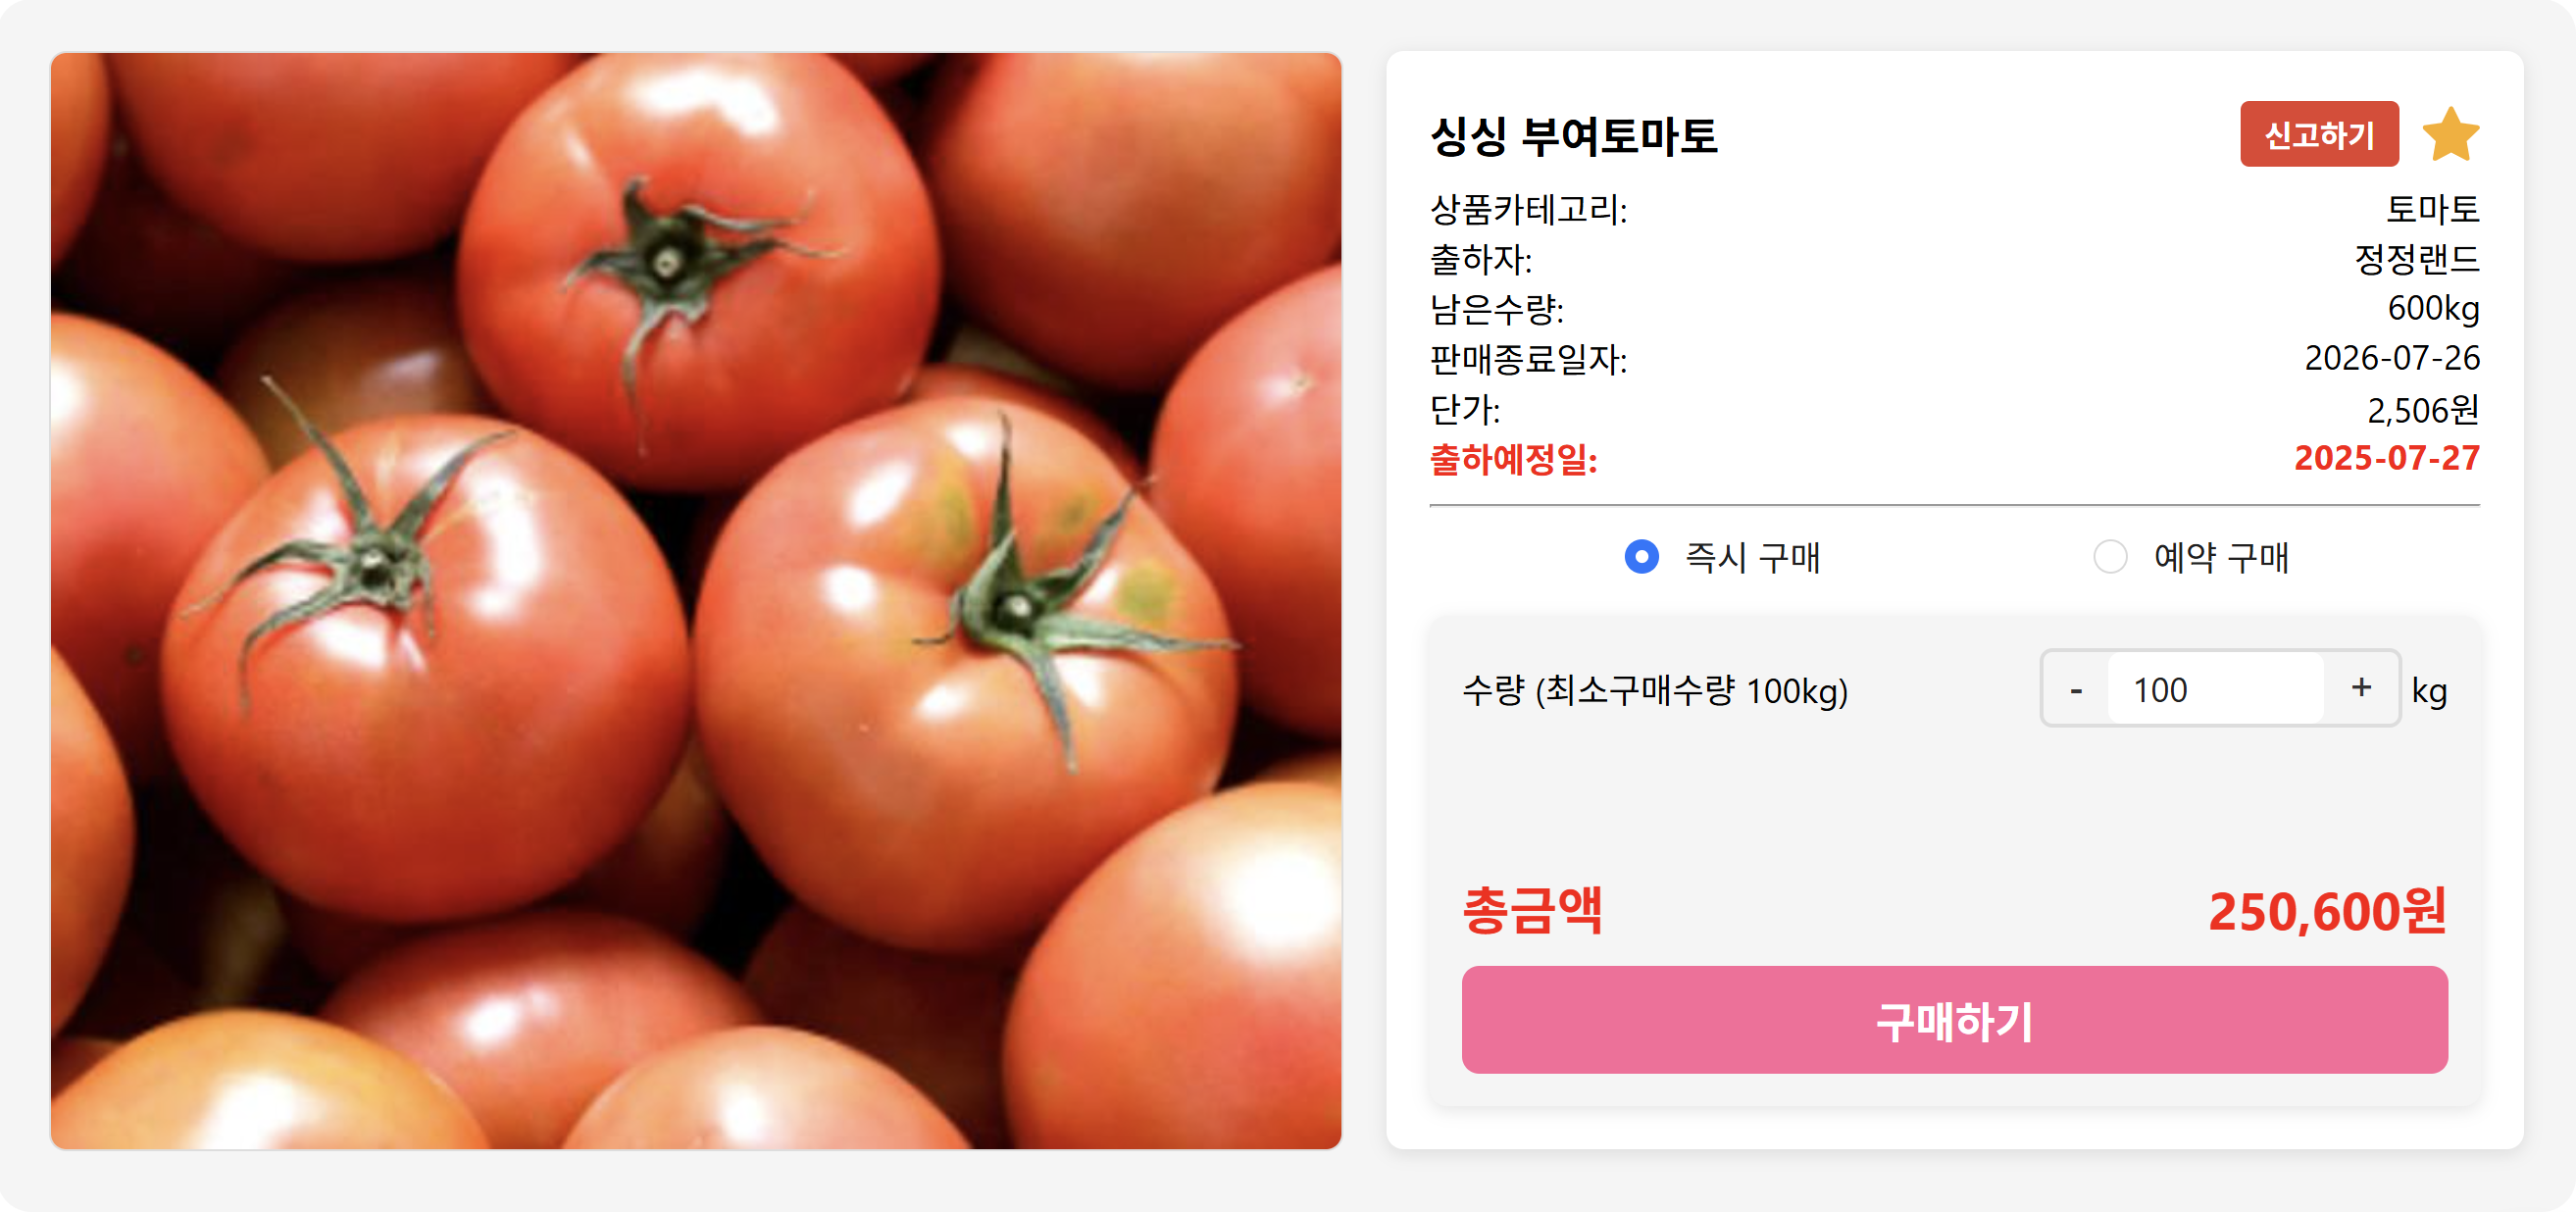 싱싱 부여토마토 신고하기
상품카테고리: 토마토
출하자: 정정랜드
남은수량: 600kg
판매종료일자: 2026-07-26
단가: 2,506원
출하예정일: 2025-07-27
즉시 구매 예약 구매
수량 (최소구매수량 100kg) - 100 + kg
총금액 250,600원
구매하기